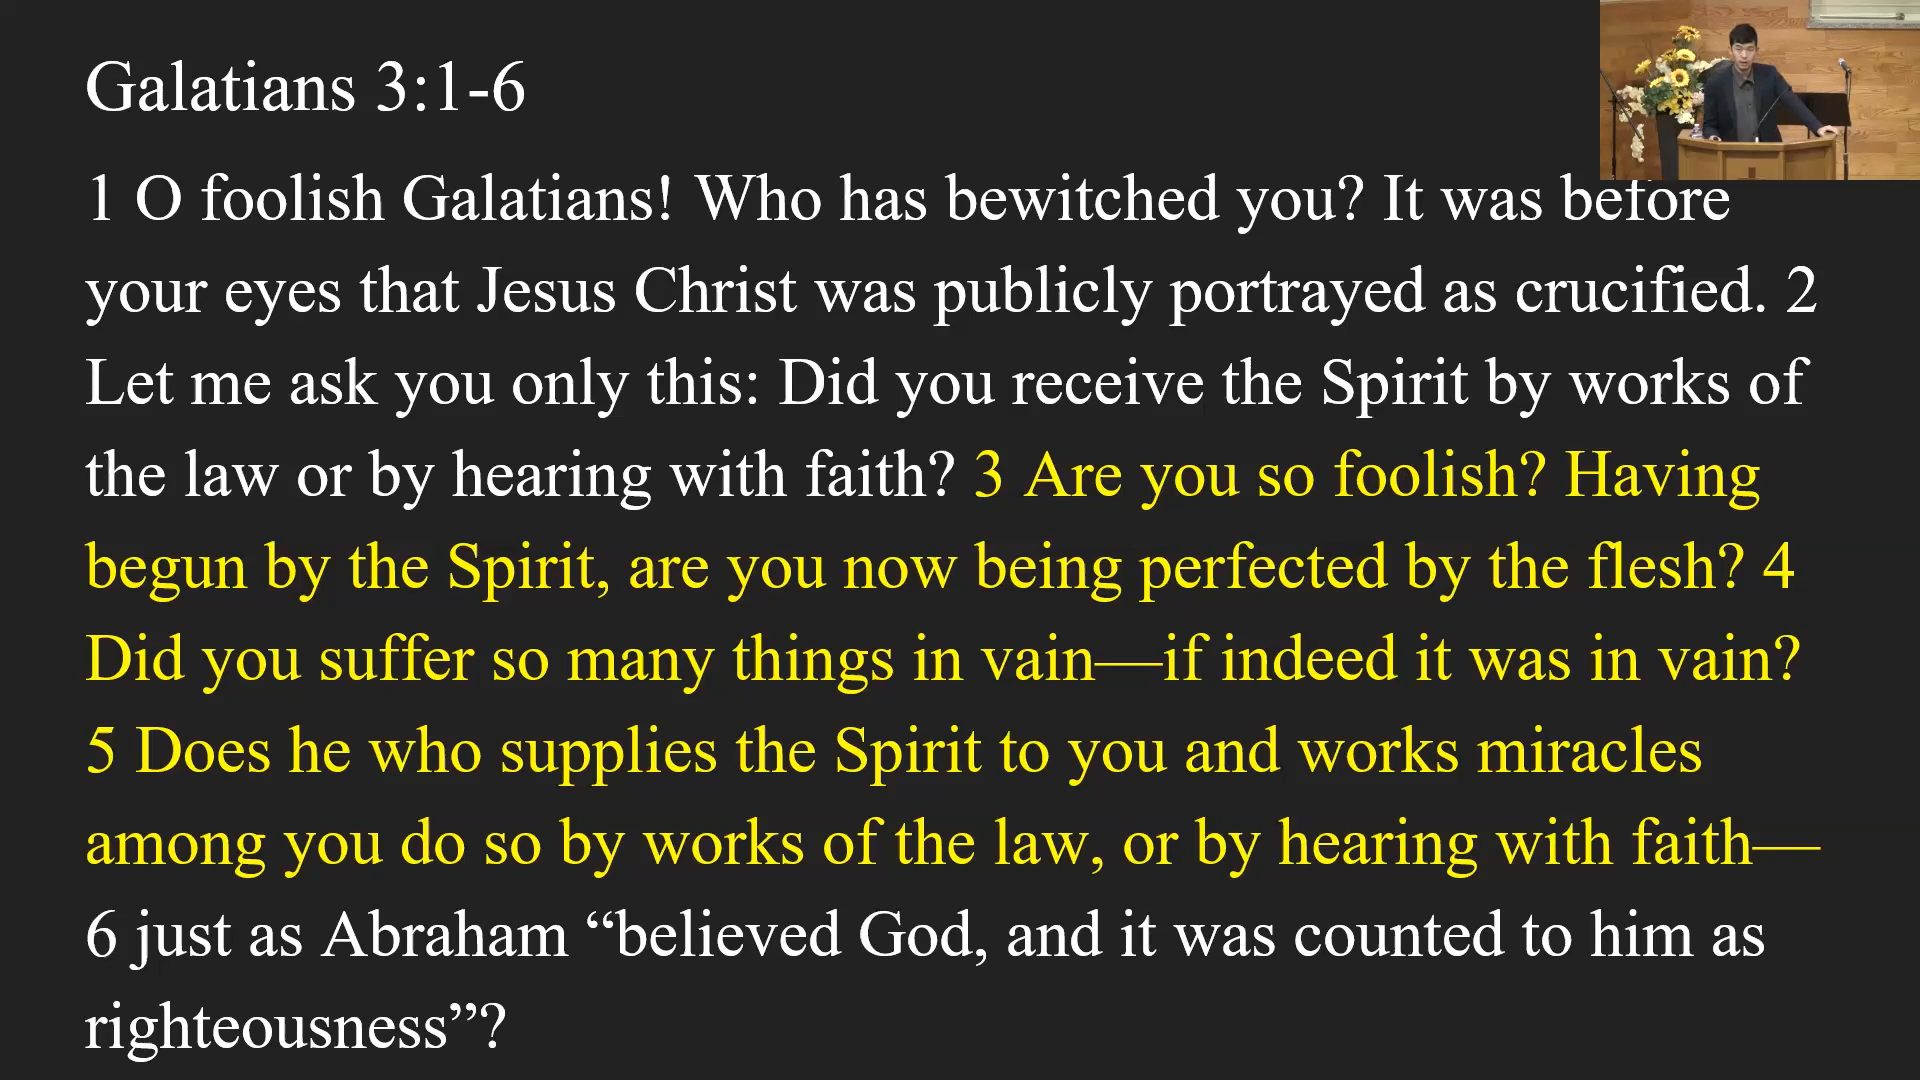 Galatians 3:1-6
1 O foolish Galatians! Who has bewitched you? It was before
your eyes that Jesus Christ was publicly portrayed as crucified. 2
Let me ask you only this: Did you receive the Spirit by works of
the law or by hearing with faith? 3 Are you so foolish? Having
begun by the Spirit, are you now being perfected by the flesh? 4
Did you suffer so many things in vain—if indeed it was in vain?
5 Does he who supplies the Spirit to you and works miracles
among you do so by works of the law, or by hearing with faith—
6 just as Abraham “believed God, and it was counted to him as
righteousness”?